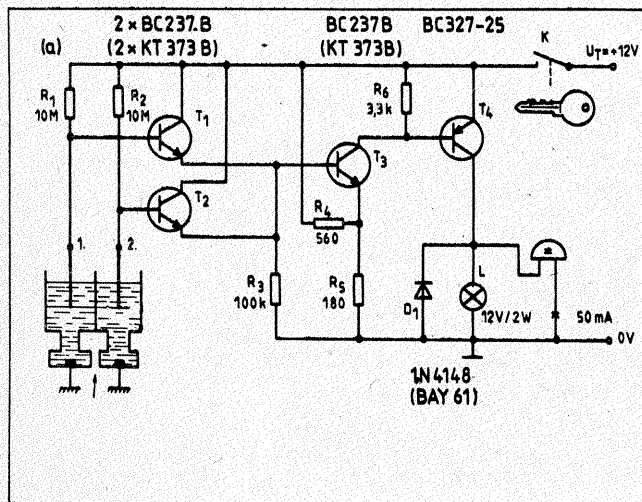 2×BC237.B BC237B BC327-25
(a) (2×KT 373 B) (KT 373B)
K
U_T=+12V
R1
10M
R2
10M
T1
R6
3,3k
T4
T3
T2
R4
560
1.
2.
R3
100k
R5
180
D1
L
12V/2W
50mA
0V
1N4148
(BAY 61)